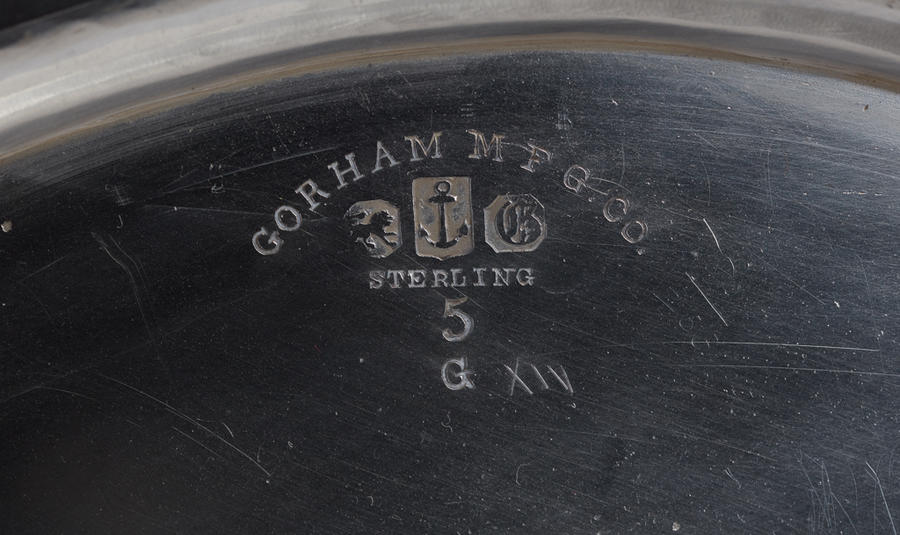 GORHAM MFG CO
G
STERLING
5
G XIV